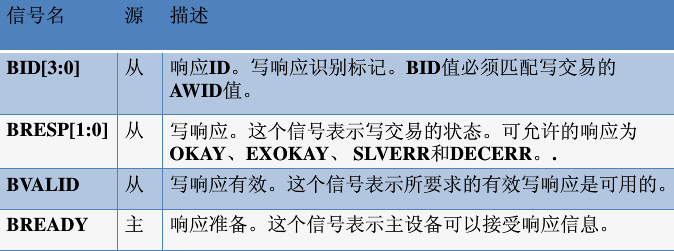 信号名 源 描述
BID[3:0] 从 响应ID。写响应识别标记。BID值必须匹配写交易的
AWID值。
BRESP[1:0] 从 写响应。这个信号表示写交易的状态。可允许的响应为
OKAY、EXOKAY、 SLVERR和DECERR。.
BVALID 从 写响应有效。这个信号表示所要求的有效写响应是可用的。
BREADY 主 响应准备。这个信号表示主设备可以接受响应信息。